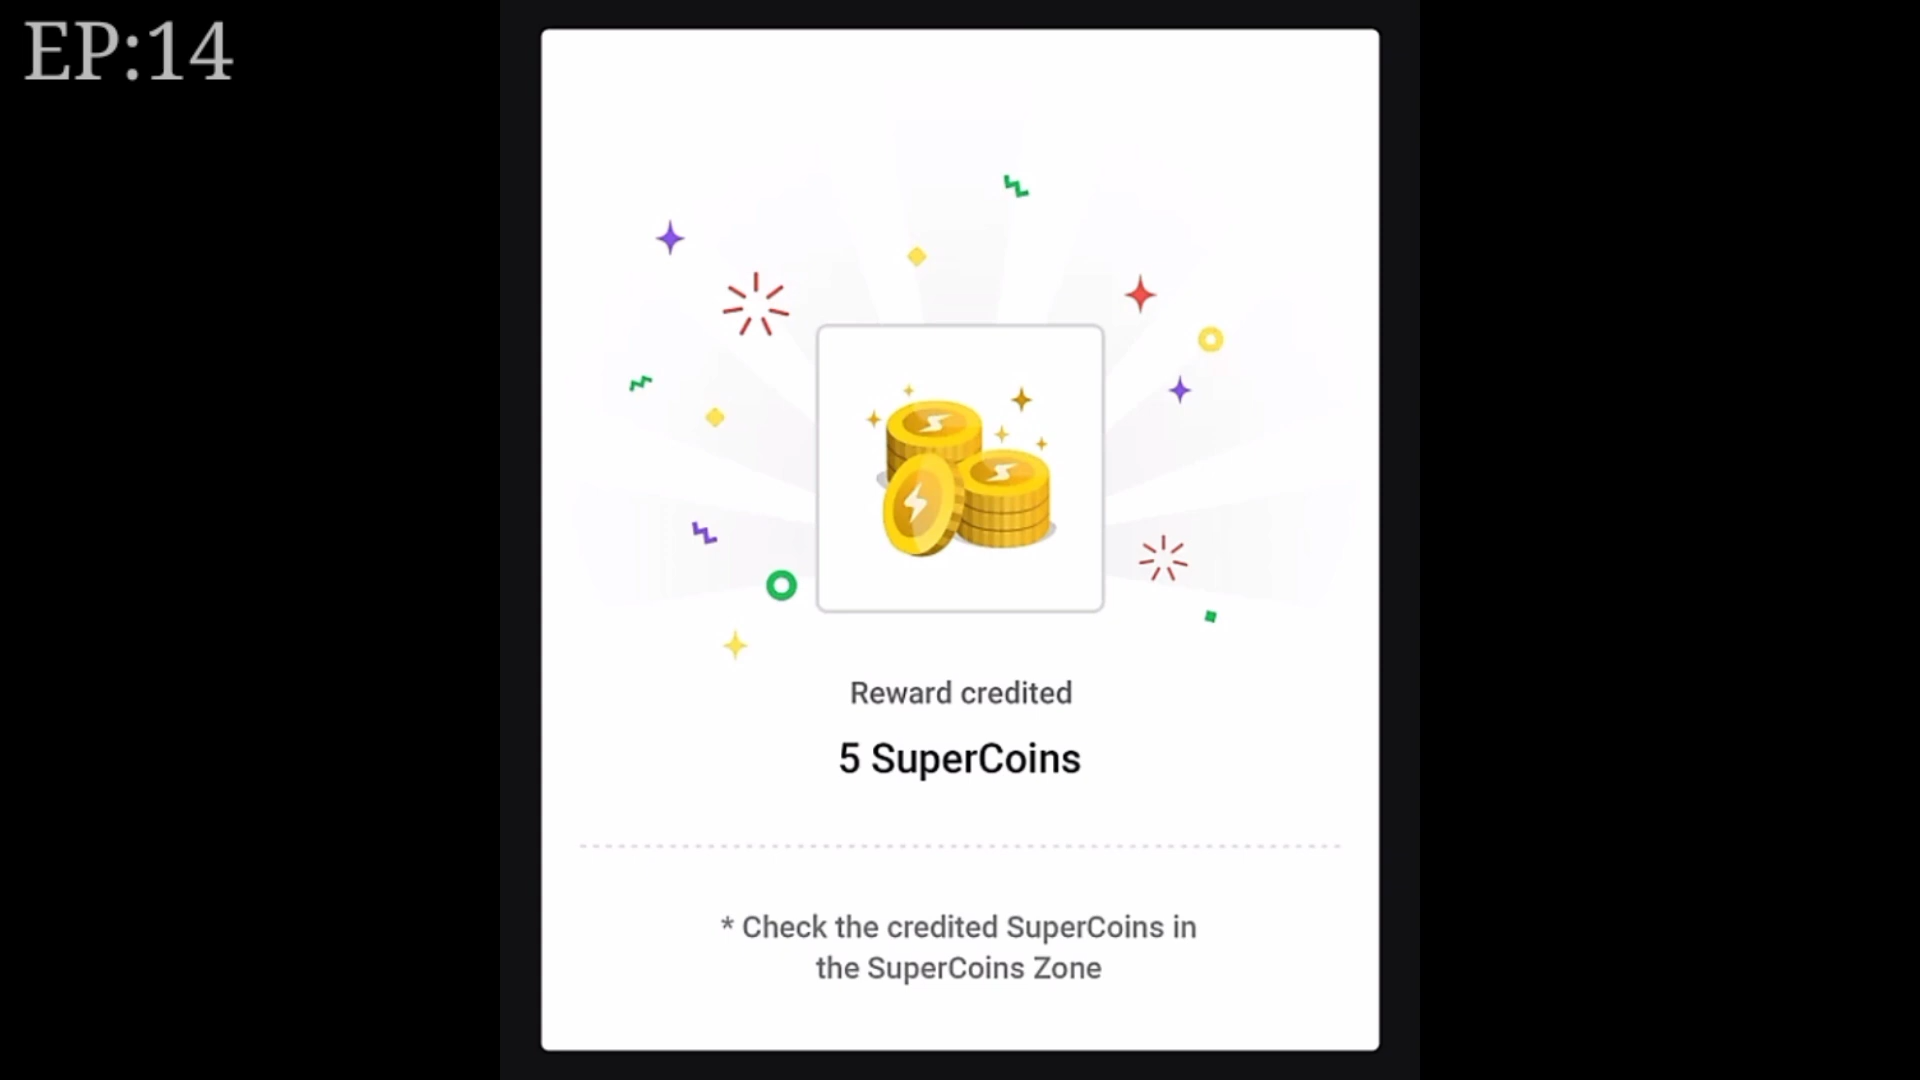 EP:14
Reward credited
5 SuperCoins
* Check the credited SuperCoins in
the SuperCoins Zone